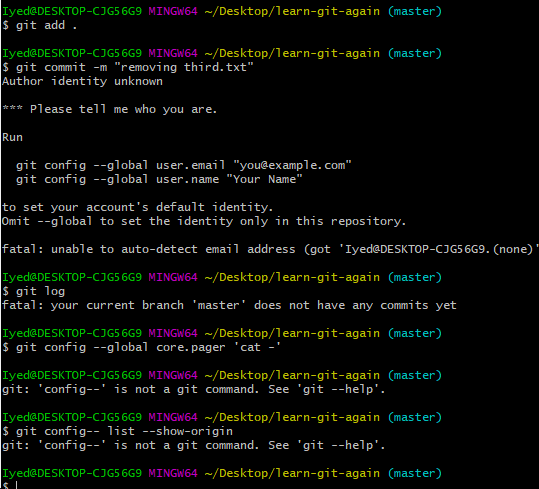 Iyed@DESKTOP-CJG56G9 MINGW64 ~/Desktop/learn-git-again (master)
$ git add .
Iyed@DESKTOP-CJG56G9 MINGW64 ~/Desktop/learn-git-again (master)
$ git commit -m "removing third.txt"
Author identity unknown
*** Please tell me who you are.
Run
git config --global user.email "you@example.com"
git config --global user.name "Your Name"
to set your account's default identity.
Omit --global to set the identity only in this repository.
fatal: unable to auto-detect email address (got 'Iyed@DESKTOP-CJG56G9.(none)'
Iyed@DESKTOP-CJG56G9 MINGW64 ~/Desktop/learn-git-again (master)
$ git log
fatal: your current branch 'master' does not have any commits yet
Iyed@DESKTOP-CJG56G9 MINGW64 ~/Desktop/learn-git-again (master)
$ git config --global core.pager 'cat -'
Iyed@DESKTOP-CJG56G9 MINGW64 ~/Desktop/learn-git-again (master)
git: 'config--' is not a git command. See 'git --help'.
Iyed@DESKTOP-CJG56G9 MINGW64 ~/Desktop/learn-git-again (master)
$ git config-- list --show-origin
git: 'config--' is not a git command. See 'git --help'.
Iyed@DESKTOP-CJG56G9 MINGW64 ~/Desktop/learn-git-again (master)
$